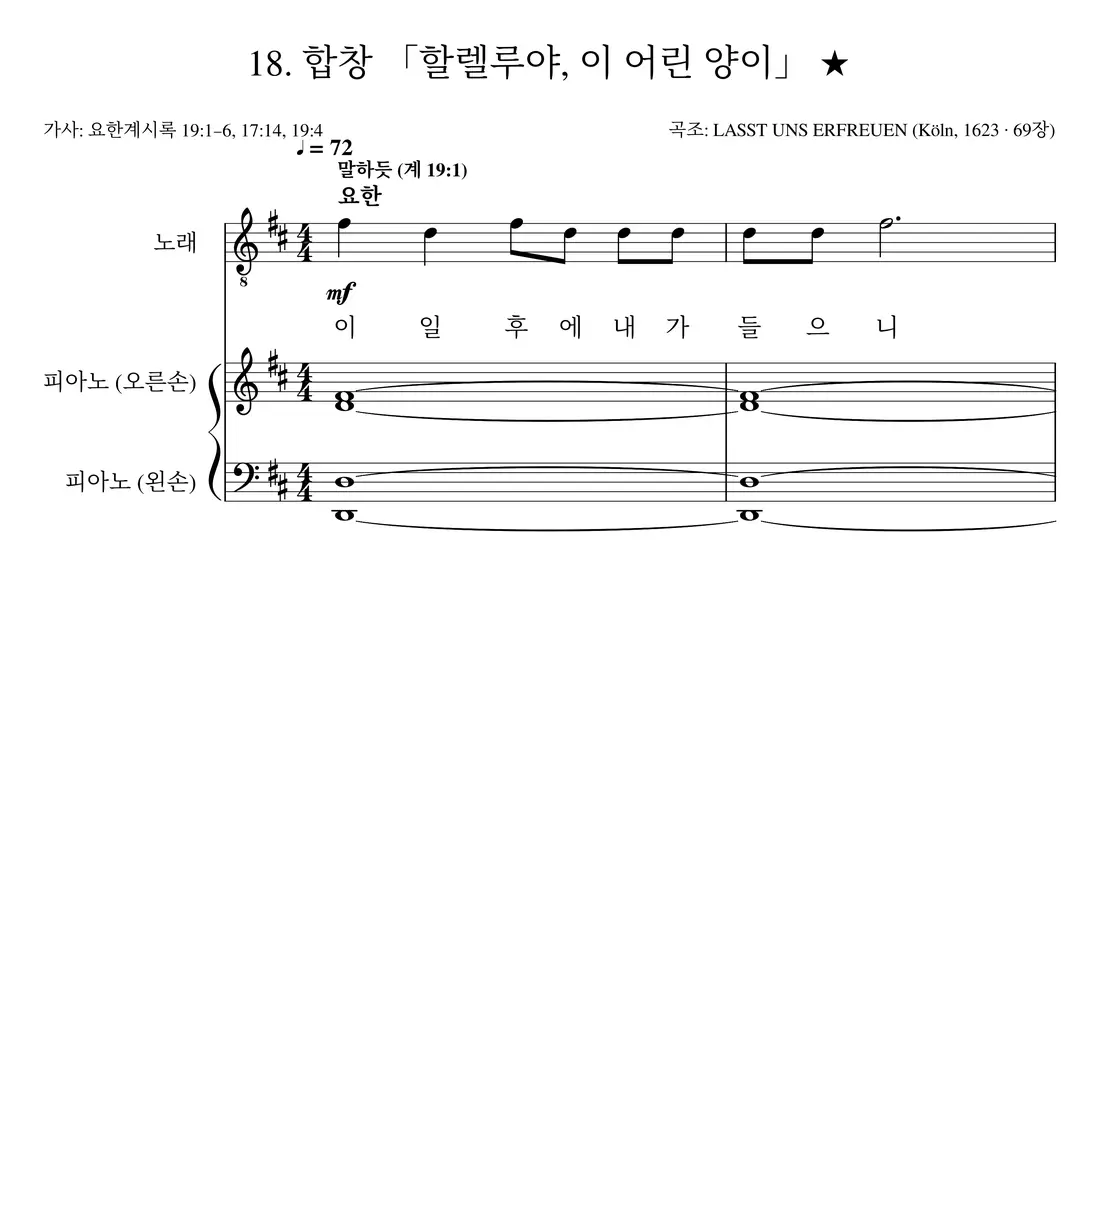 18. 합창 「할렐루야, 이 어린 양이」 ★
가사: 요한계시록 19:1–6, 17:14, 19:4
곡조: LASST UNS ERFREUEN (Köln, 1623 · 69장)
♩ = 72
말하듯 (계 19:1)
요한
노래
mf
이 일 후 에 내 가 들 으 니
피아노 (오른손)
피아노 (왼손)